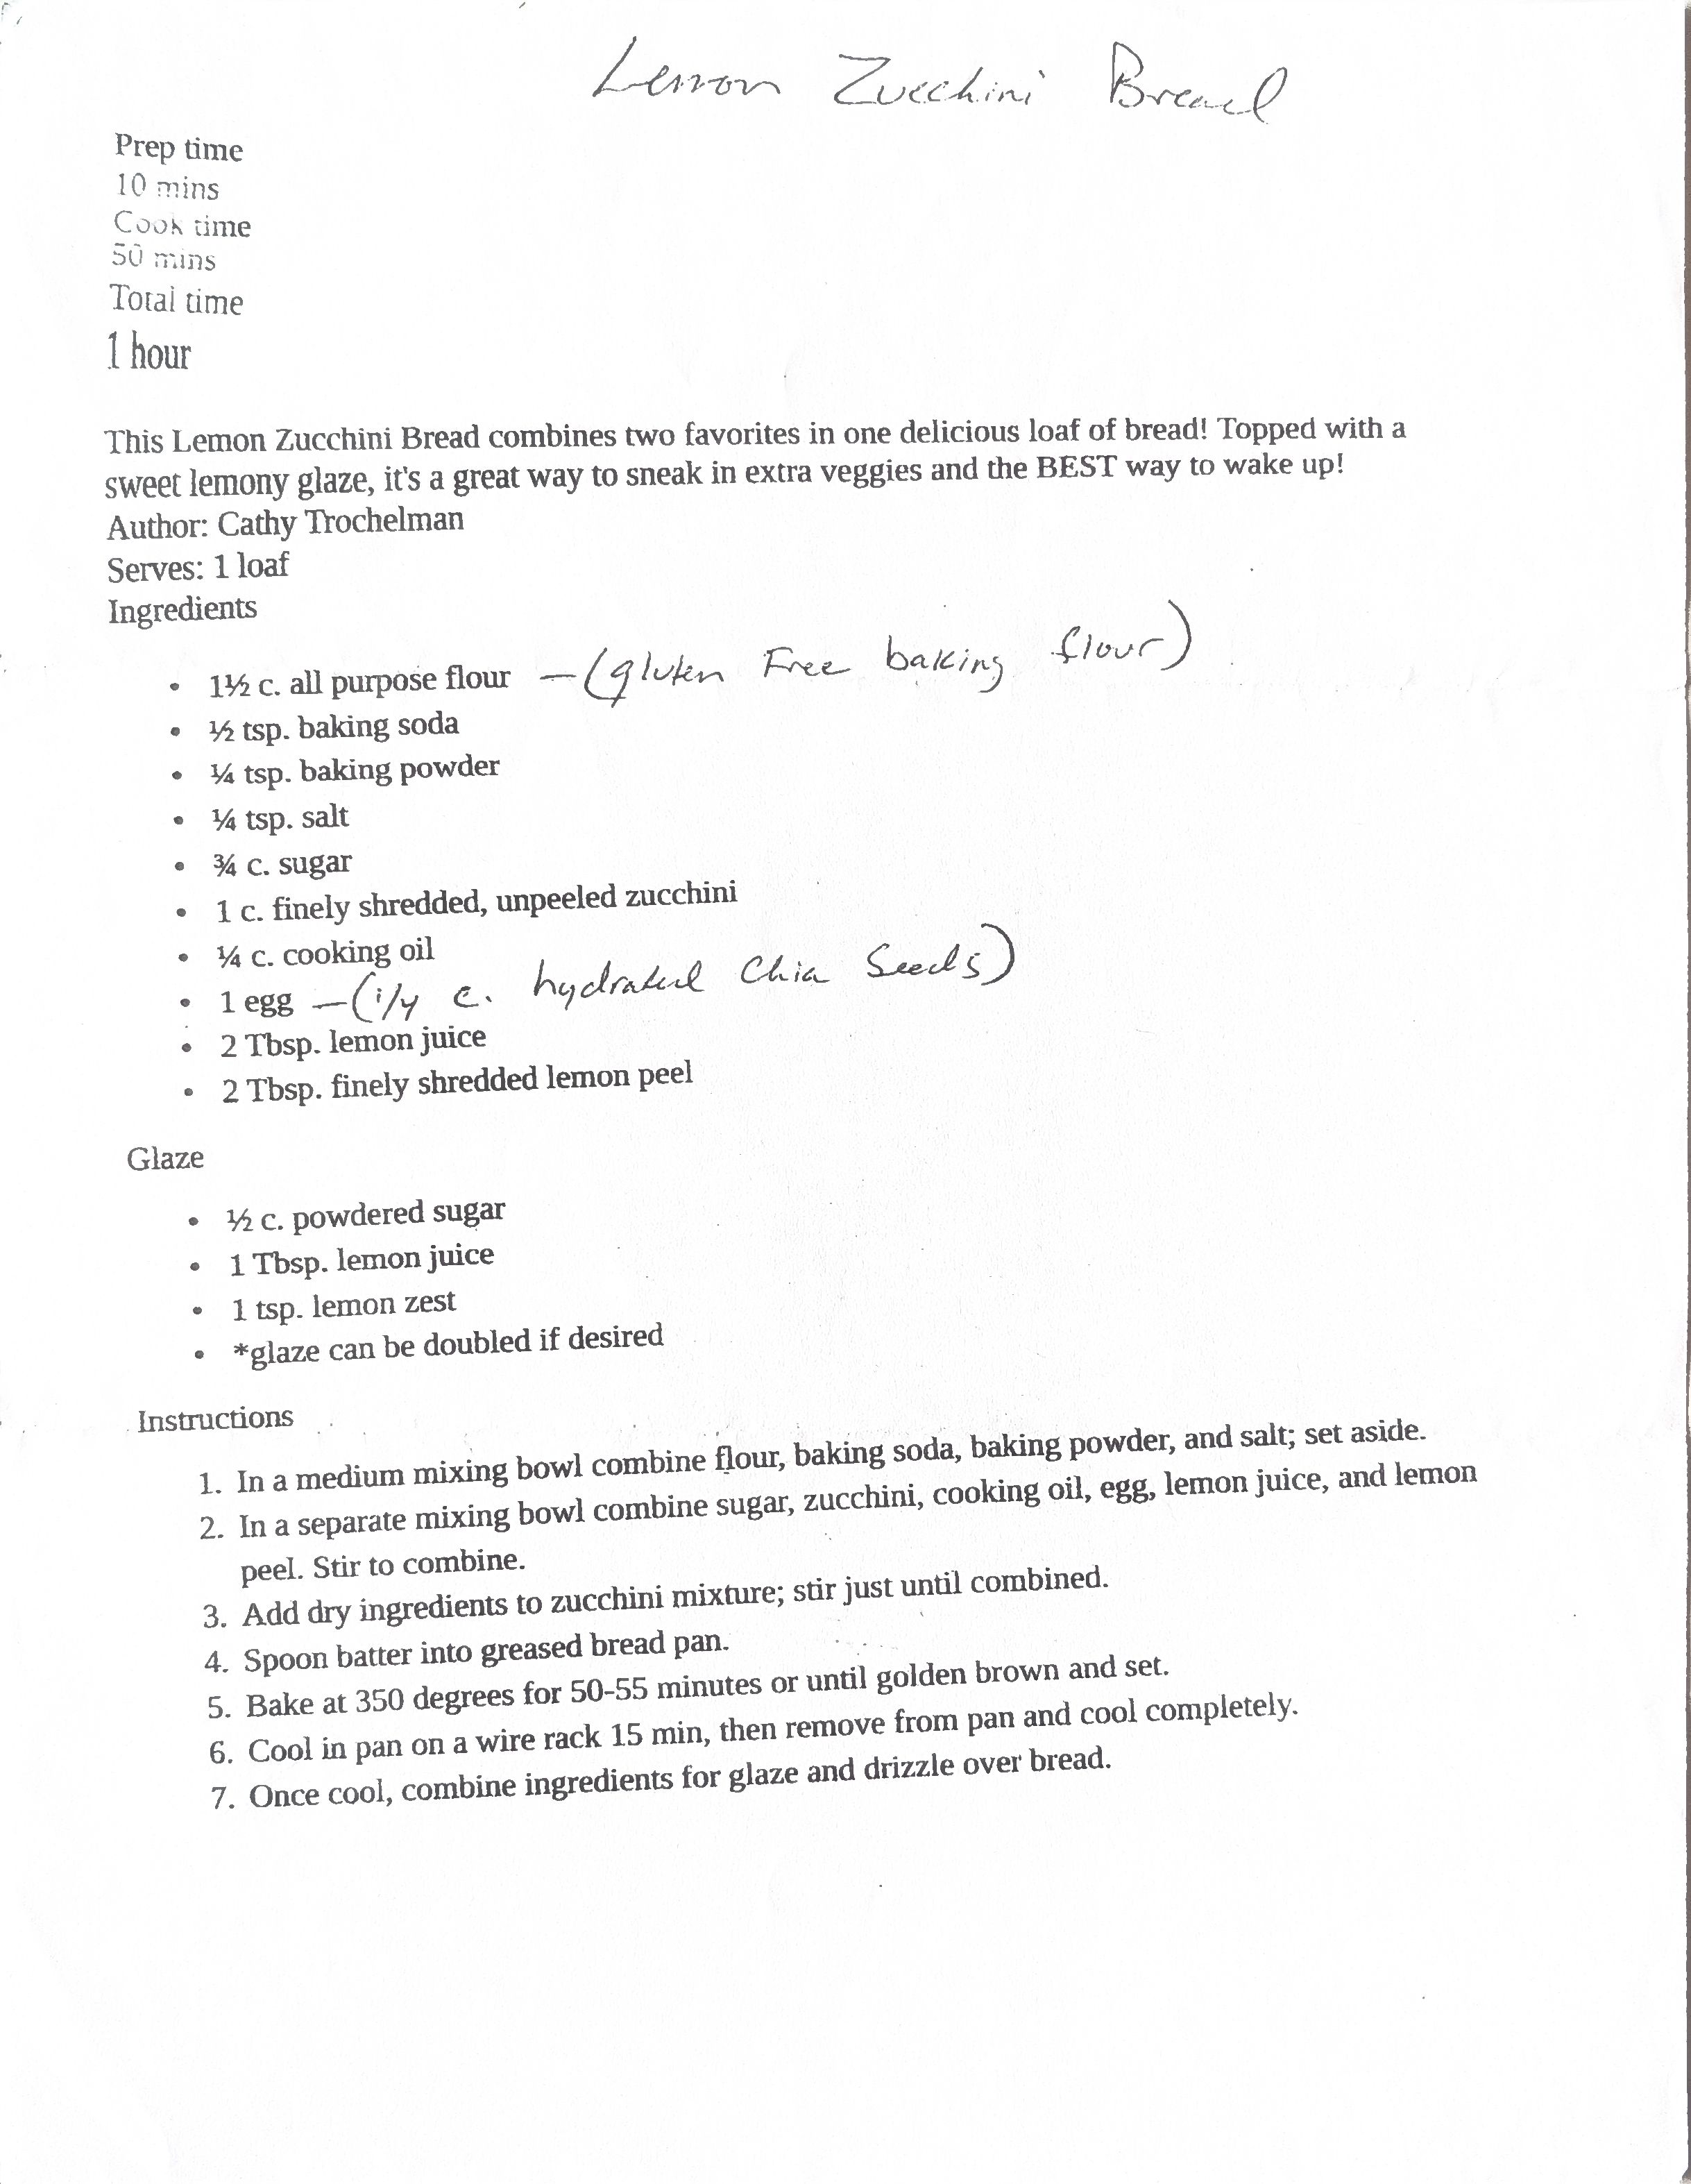 Lemon Zucchini Bread
Prep time
10 mins
Cook time
50 mins
Total time
1 hour
This Lemon Zucchini Bread combines two favorites in one delicious loaf of bread! Topped with a
sweet lemony glaze, it's a great way to sneak in extra veggies and the BEST way to wake up!
Author: Cathy Trochelman
Serves: 1 loaf
Ingredients
• 1½ c. all purpose flour —(gluten Free baking flour)
• ½ tsp. baking soda
• ¼ tsp. baking powder
• ¼ tsp. salt
• ¾ c. sugar
• 1 c. finely shredded, unpeeled zucchini
• ¼ c. cooking oil
• 1 egg —(1/4 c. hydrated Chia Seeds)
• 2 Tbsp. lemon juice
• 2 Tbsp. finely shredded lemon peel
Glaze
• ½ c. powdered sugar
• 1 Tbsp. lemon juice
• 1 tsp. lemon zest
• *glaze can be doubled if desired
Instructions
1. In a medium mixing bowl combine flour, baking soda, baking powder, and salt; set aside.
2. In a separate mixing bowl combine sugar, zucchini, cooking oil, egg, lemon juice, and lemon
peel. Stir to combine.
3. Add dry ingredients to zucchini mixture; stir just until combined.
4. Spoon batter into greased bread pan.
5. Bake at 350 degrees for 50-55 minutes or until golden brown and set.
6. Cool in pan on a wire rack 15 min, then remove from pan and cool completely.
7. Once cool, combine ingredients for glaze and drizzle over bread.